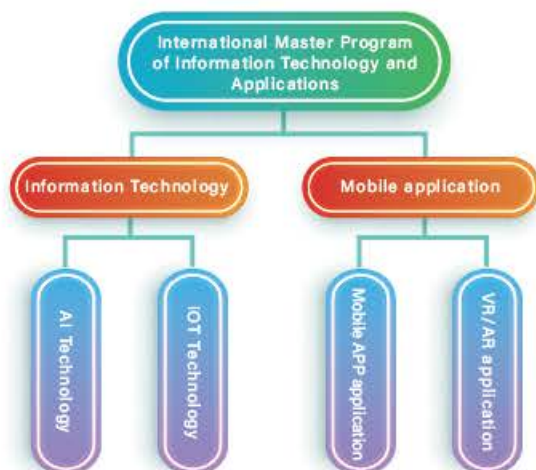 International Master Program
of Information Technology and
Applications
Information Technology
Mobile application
AI Technology
IOT Technology
Mobile APP application
VR/AR application